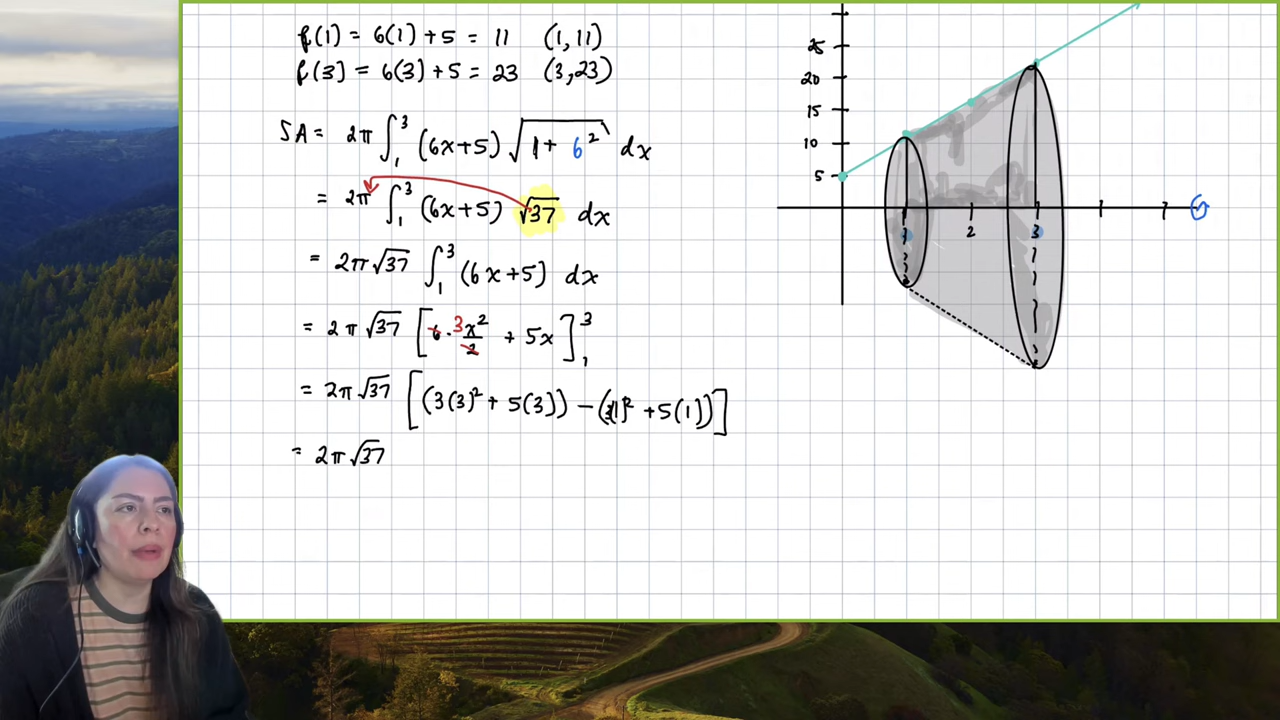 f(1) = 6(1) + 5 = 11 (1, 11)
f(3) = 6(3) + 5 = 23 (3, 23)
SA = 2π ∫₁³ (6x+5) √(1 + 6²) dx
= 2π ∫₁³ (6x+5) √37 dx
= 2π √37 ∫₁³ (6x+5) dx
= 2π √37 [6 · 3 x²/2 + 5x]₁³
= 2π √37 [(3(3)² + 5(3)) − (3(1)² + 5(1))]
= 2π √37
25
20
15
10
5
1 2 3